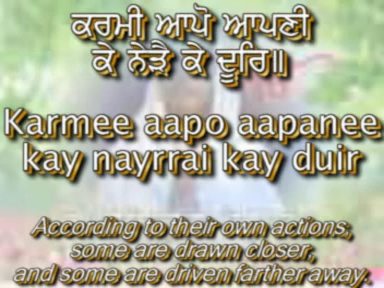 ਕਰਮੀ ਆਪੋ ਆਪਣੀ
ਕੇ ਨੇੜੈ ਕੇ ਦੂਰਿ॥
Karmee aapo aapanee
kay nayrrai kay duir
According to their own actions,
some are drawn closer,
and some are driven farther away.